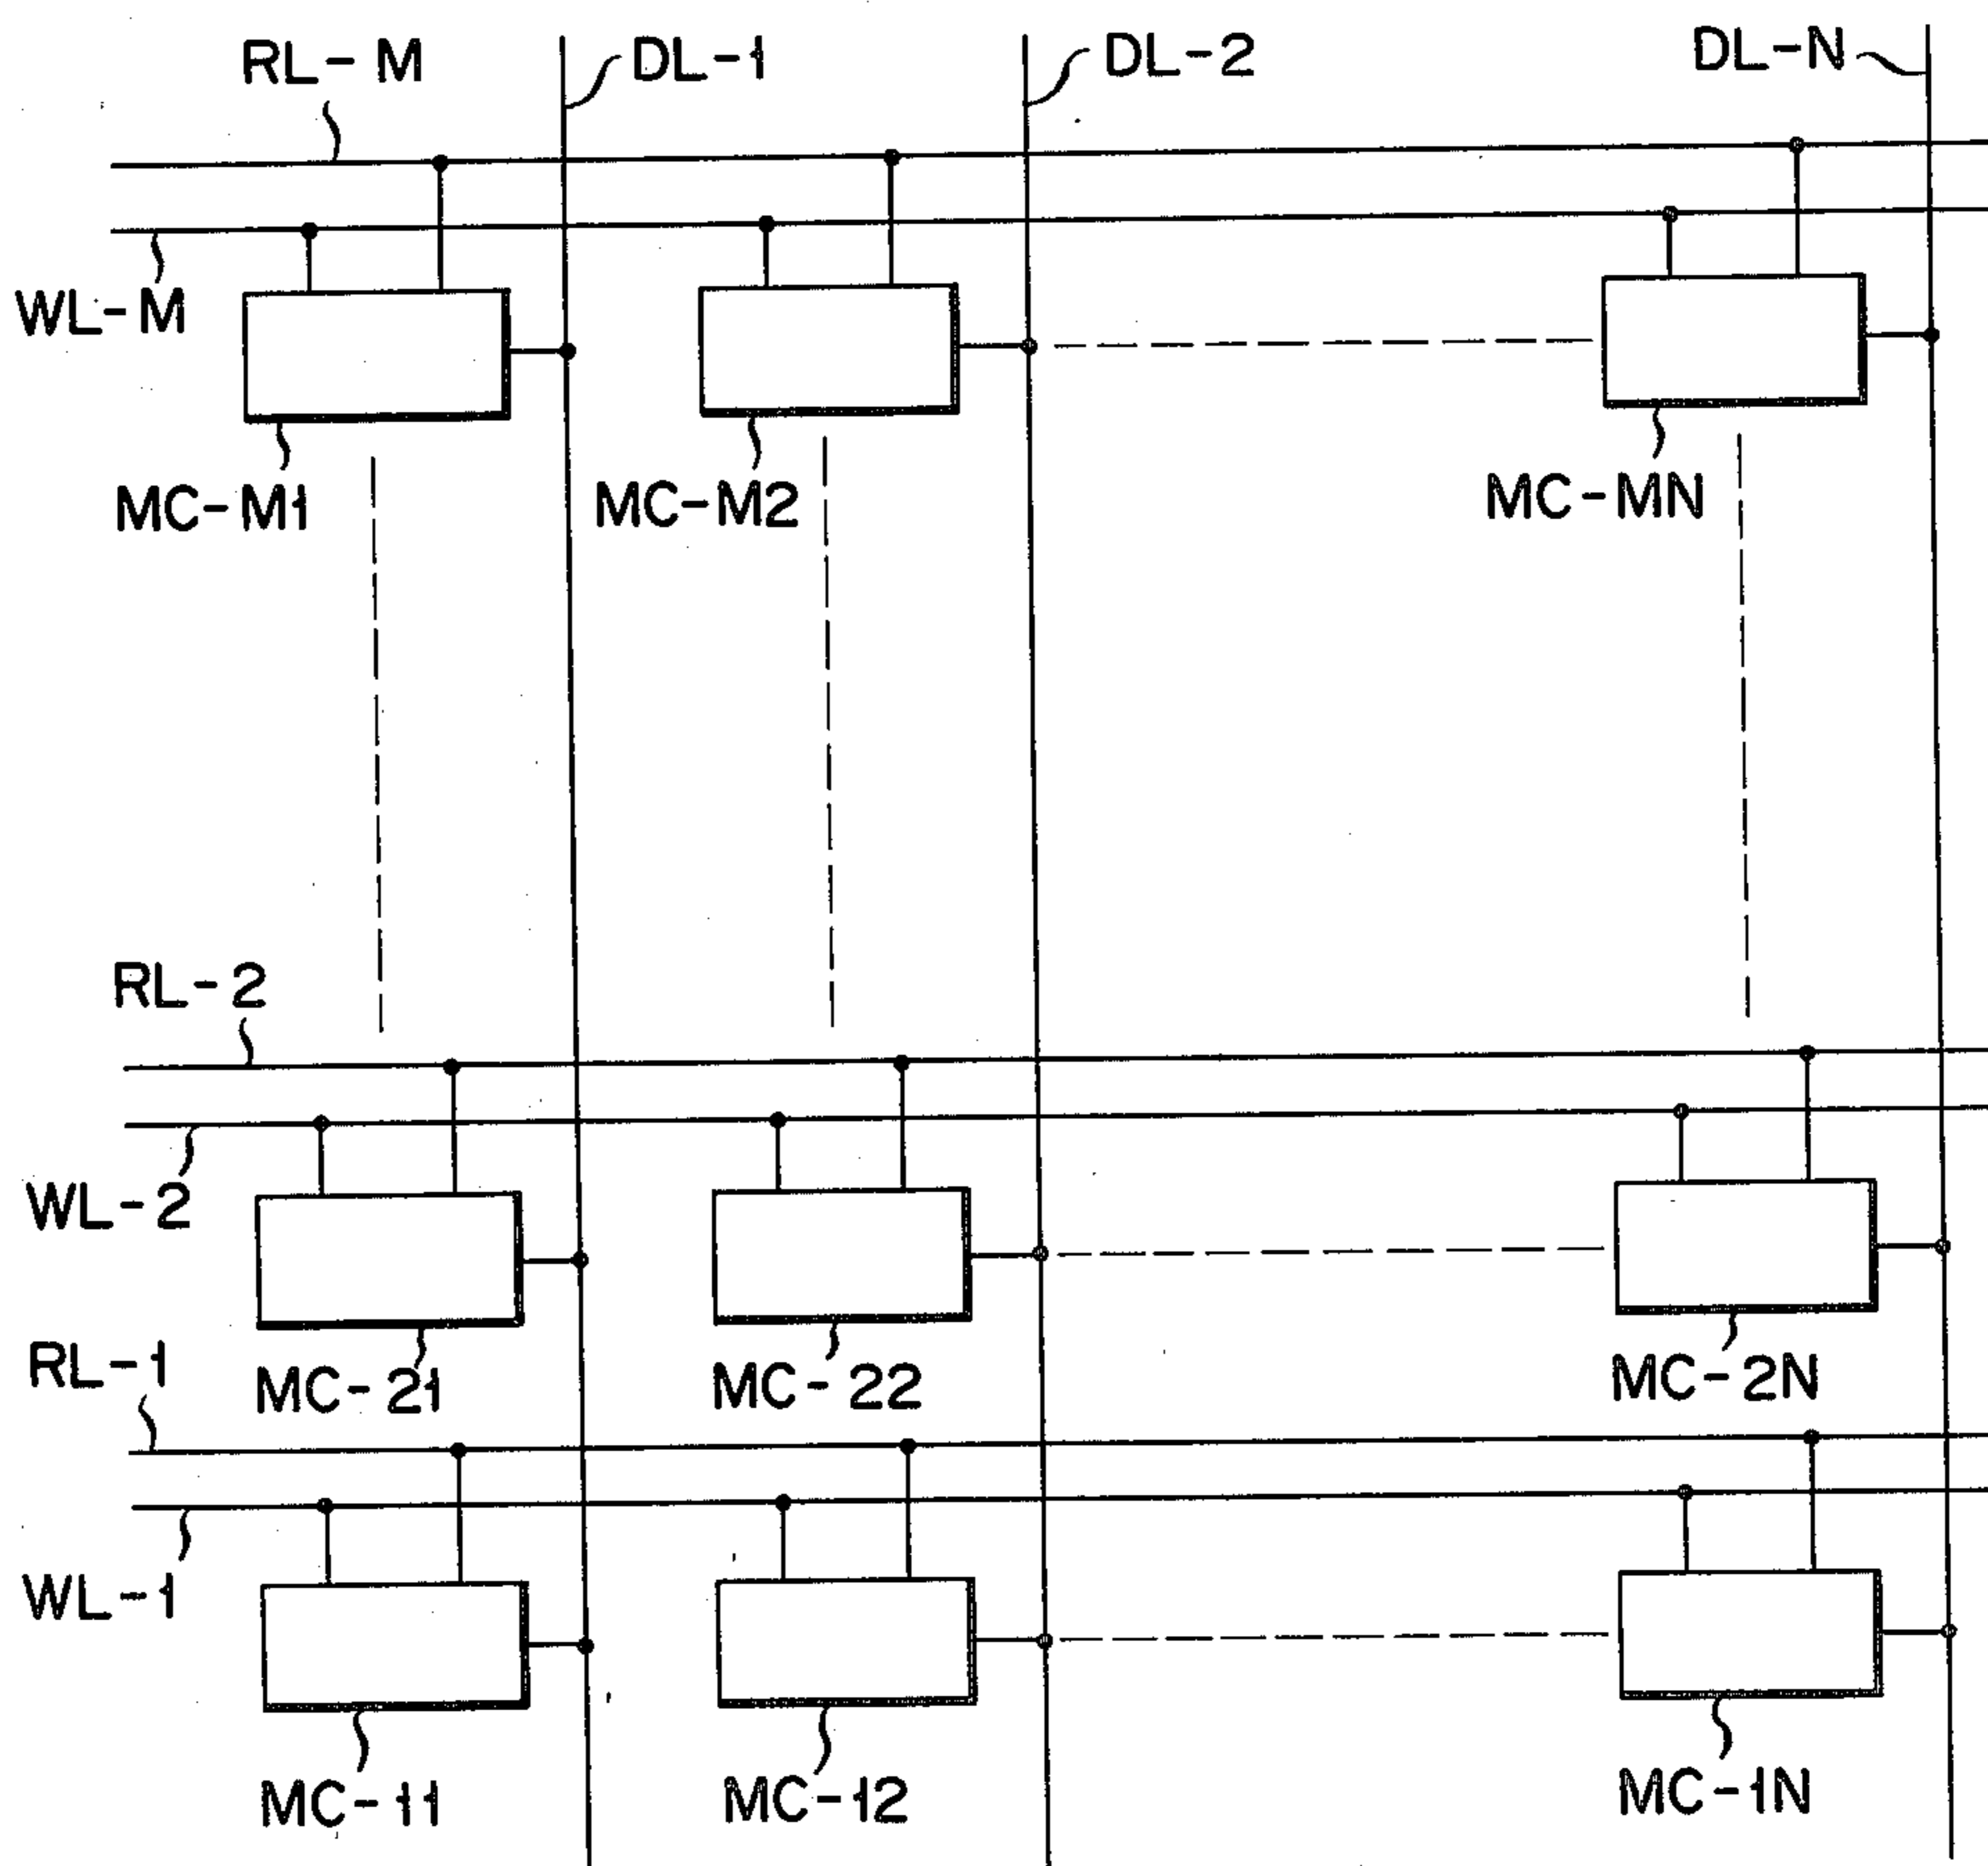 RL-M
DL-1
DL-2
DL-N
WL-M
MC-M1
MC-M2
MC-MN
RL-2
WL-2
RL-1
MC-21
MC-22
MC-2N
WL-1
MC-11
MC-12
MC-1N